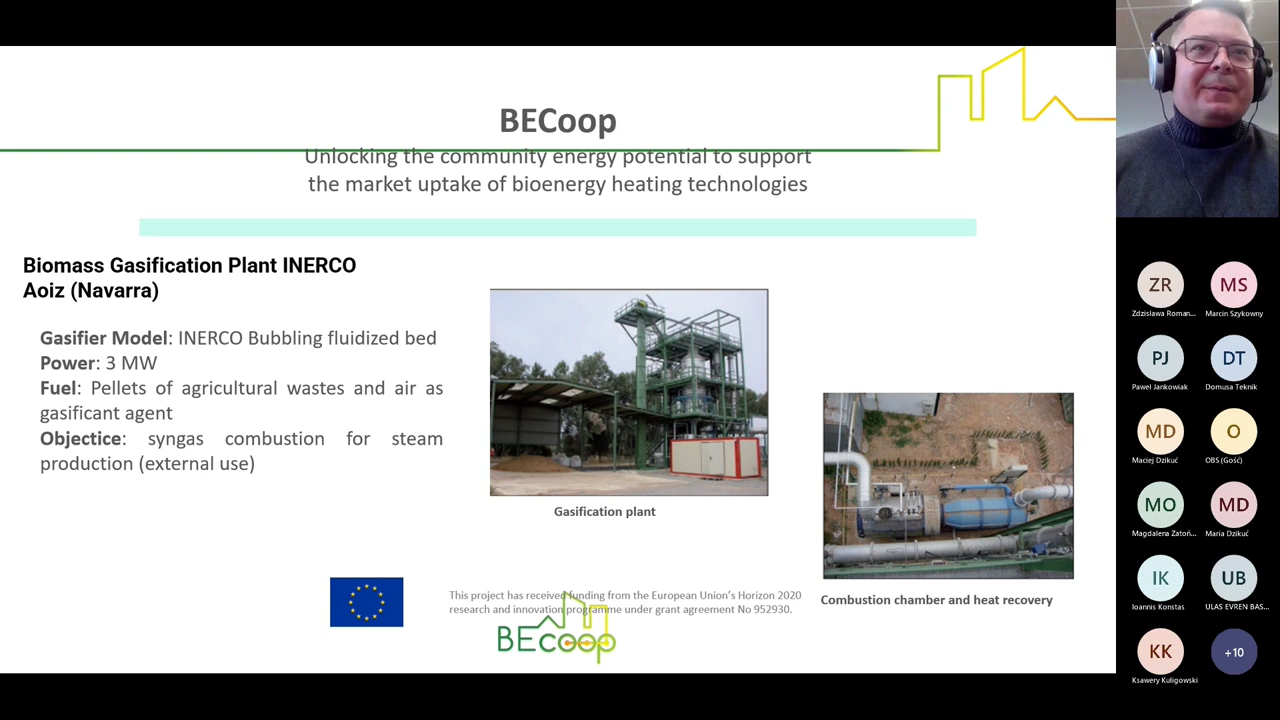 BECoop
Unlocking the community energy potential to support
the market uptake of bioenergy heating technologies
Biomass Gasification Plant INERCO
Aoiz (Navarra)
Gasifier Model: INERCO Bubbling fluidized bed
Power: 3 MW
Fuel: Pellets of agricultural wastes and air as
gasificant agent
Objectice: syngas combustion for steam
production (external use)
Gasification plant
Combustion chamber and heat recovery
This project has received funding from the European Union's Horizon 2020
research and innovation programme under grant agreement No 952930.
BECoop
ZR
Zdzisława Roman...
MS
Marcin Szykowny
PJ
Paweł Jankowiak
DT
Domusa Teknik
MD
Maciej Dzikuć
O
OBS (Gość)
MO
Magdalena Zatoń...
MD
Maria Dzikuć
IK
Ioannis Konstas
UB
ULAS EVREN BAS...
KK
Ksawery Kuligowski
+10